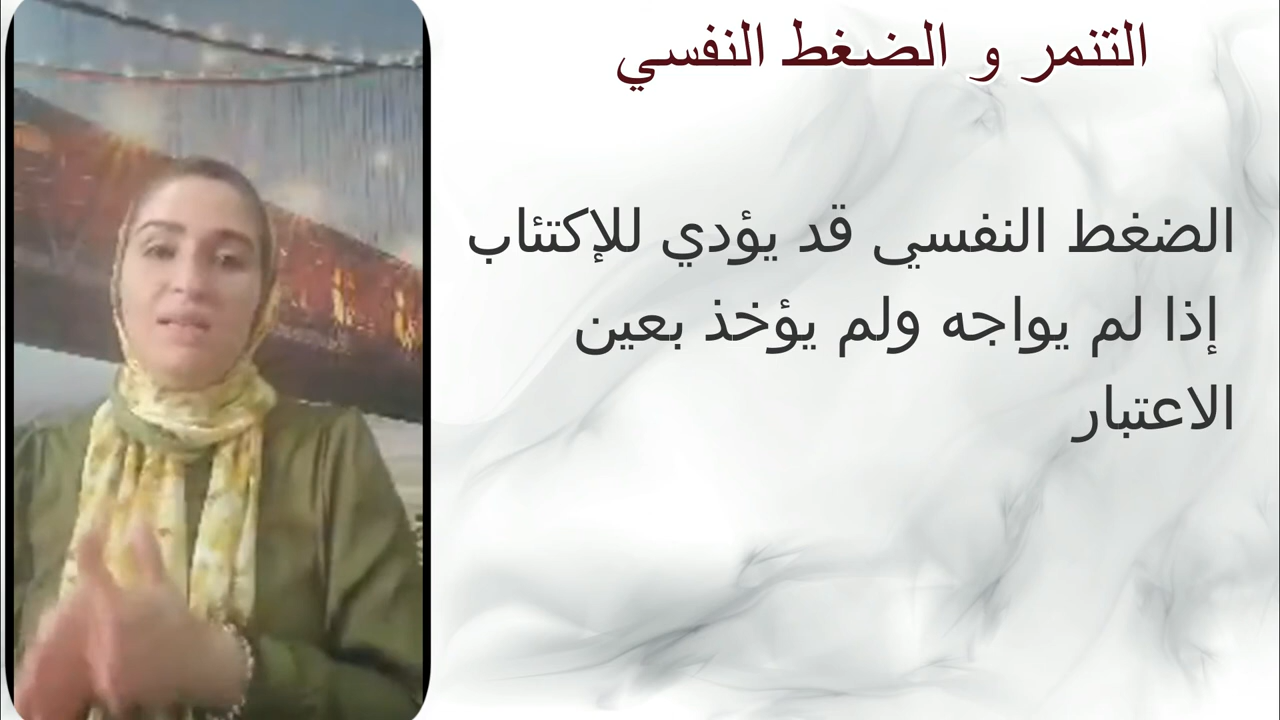 التنمر و الضغط النفسي
الضغط النفسي قد يؤدي للإكتئاب
إذا لم يواجه ولم يؤخذ بعين
الاعتبار